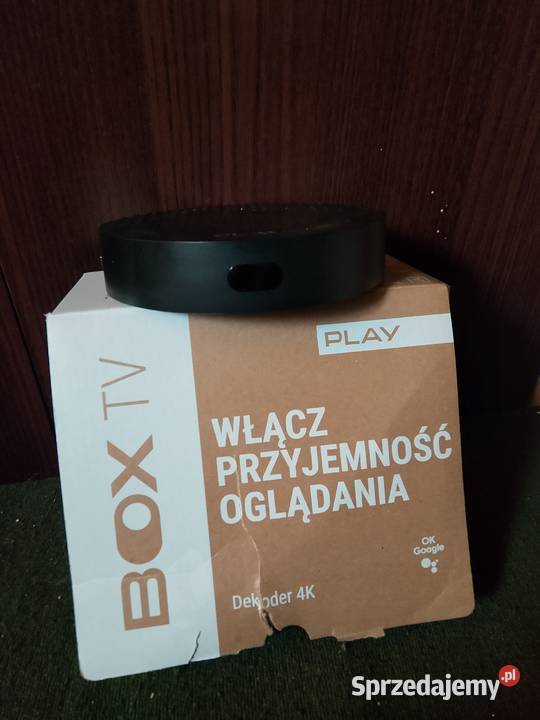 PLAY
BOX TV
WŁĄCZ
PRZYJEMNOŚĆ
OGLĄDANIA
OK
Google
Dekoder 4K
Sprzedajemy.pl